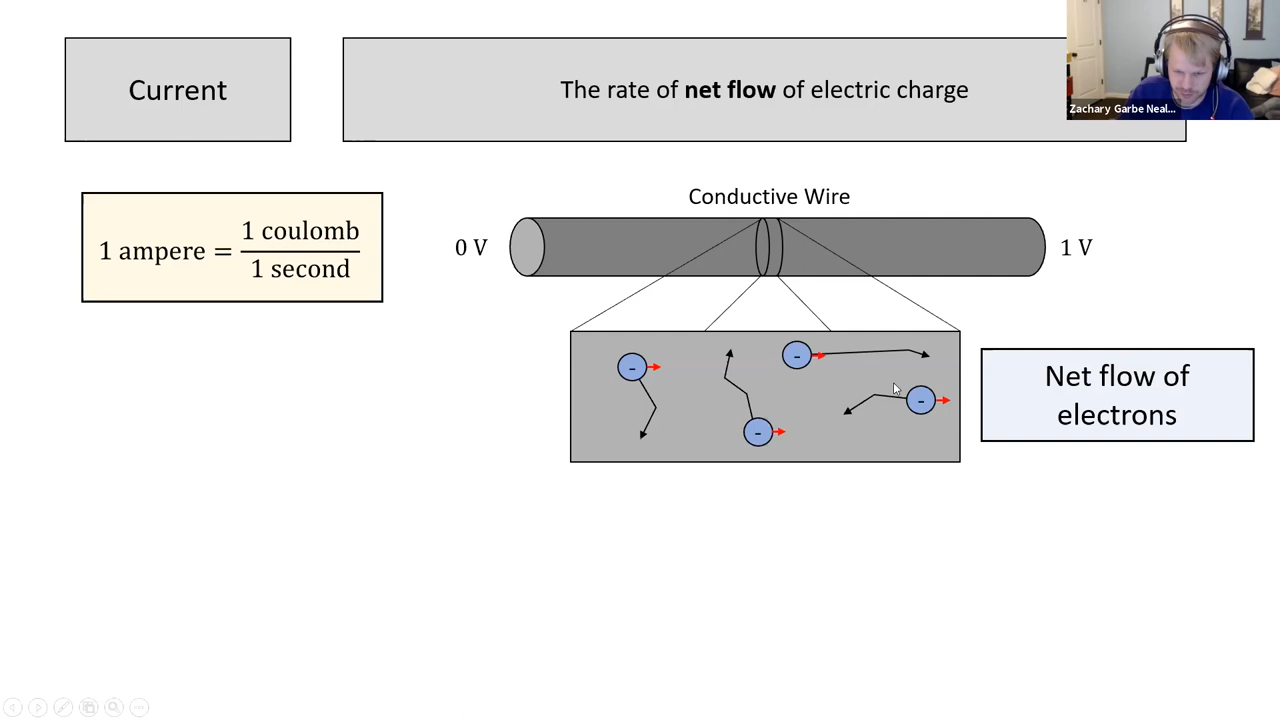 Current
The rate of net flow of electric charge
Zachary Garbe Neal...
1 ampere = 1 coulomb / 1 second
Conductive Wire
0 V
1 V
-
-
-
-
Net flow of
electrons